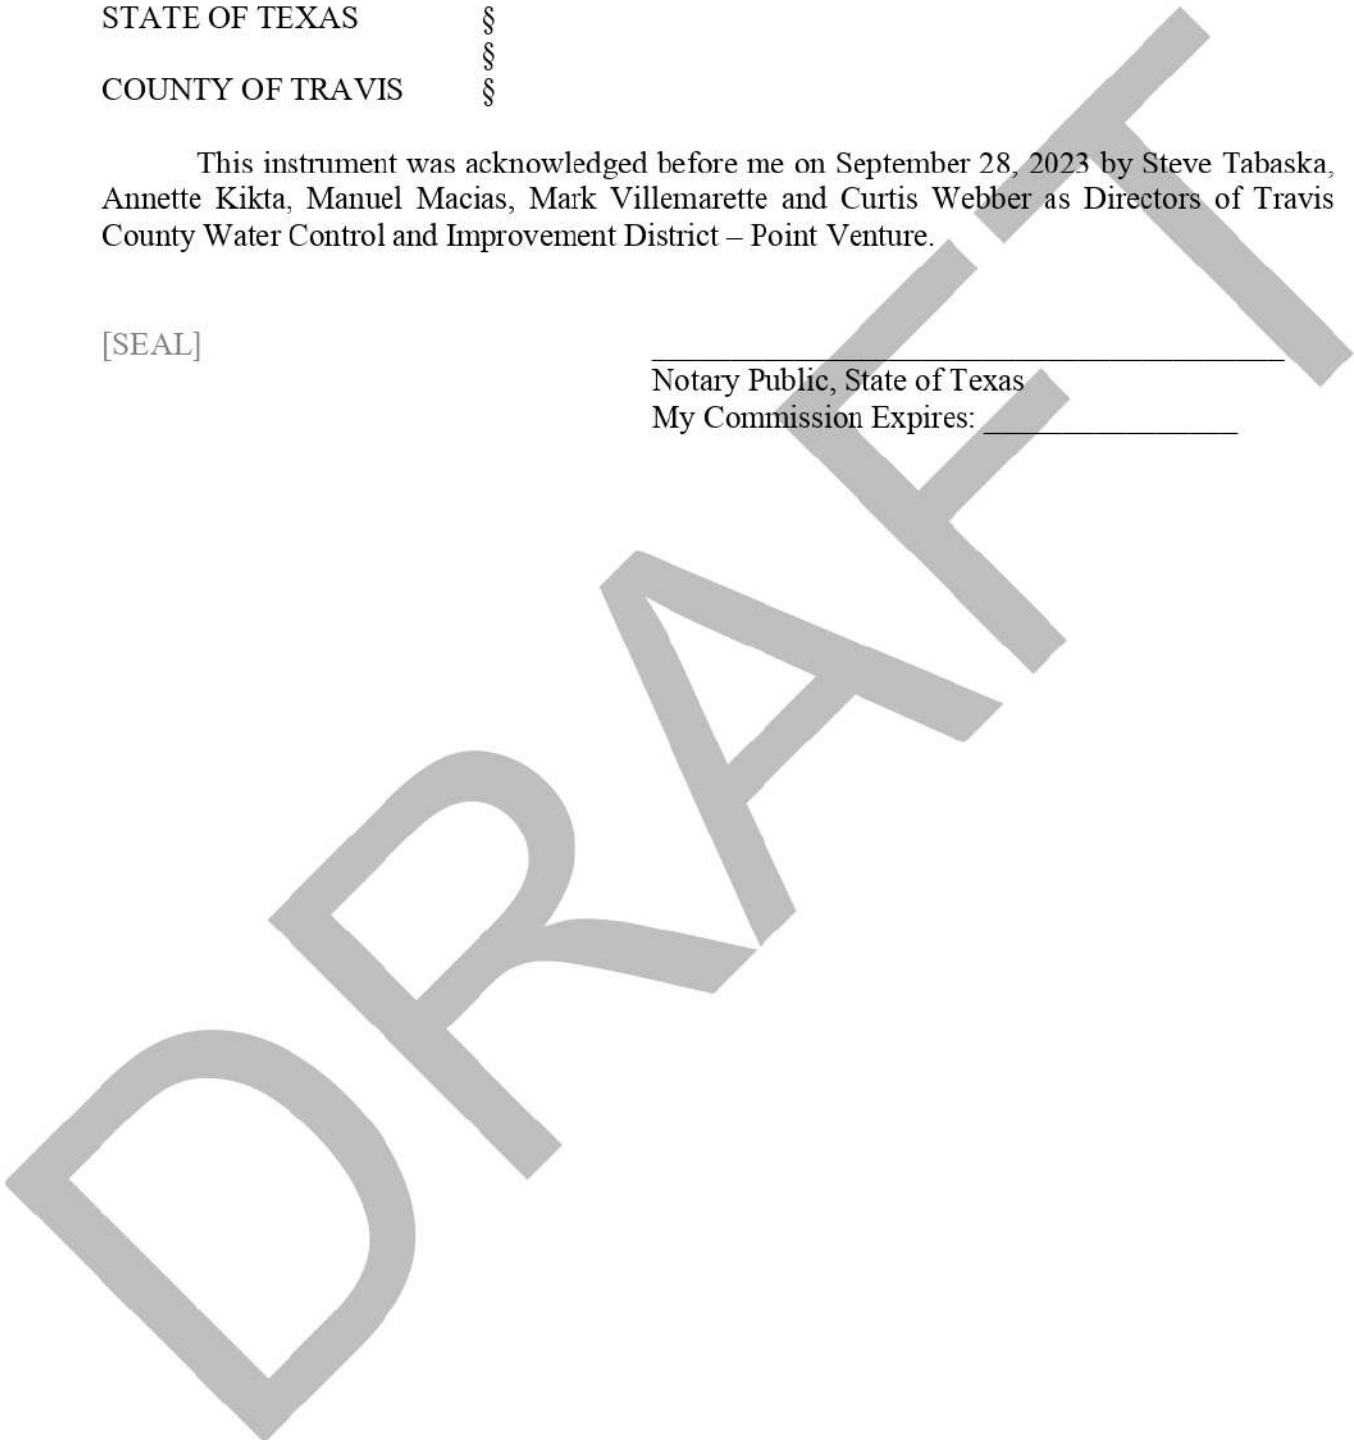 STATE OF TEXAS §
§
COUNTY OF TRAVIS §
This instrument was acknowledged before me on September 28, 2023 by Steve Tabaska,
Annette Kikta, Manuel Macias, Mark Villemarette and Curtis Webber as Directors of Travis
County Water Control and Improvement District – Point Venture.
[SEAL] ________________________________________
Notary Public, State of Texas
My Commission Expires: ________________
DRAFT